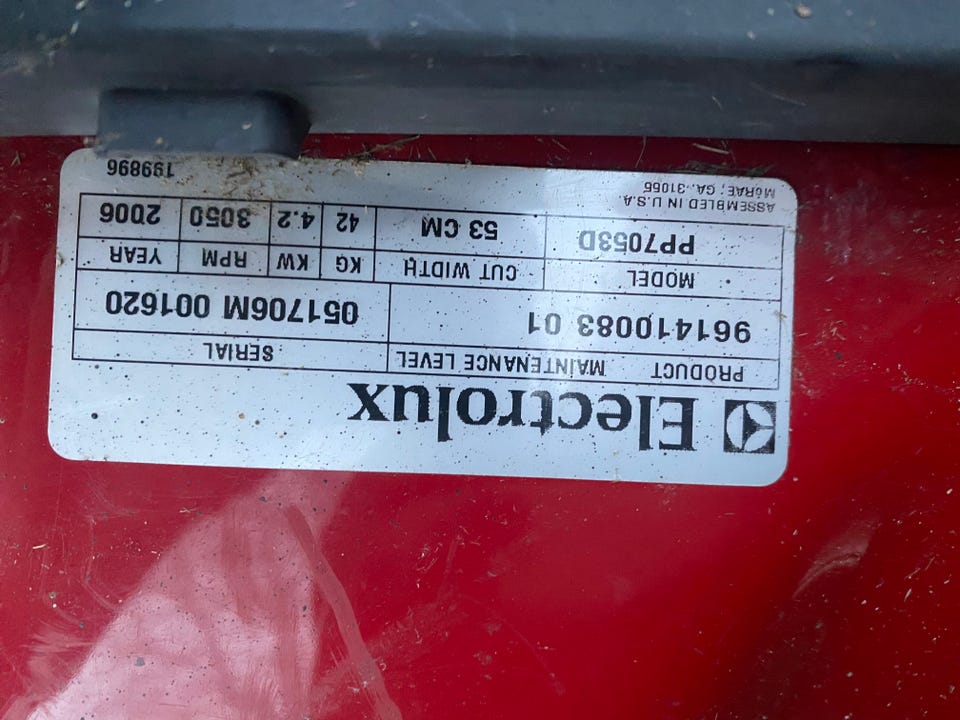 Electrolux
PRODUCT MAINTENANCE LEVEL SERIAL
961410083 01 051706M 001620
MODEL CUT WIDTH KG KW RPM YEAR
PP7053D 53 CM 42 4.2 3050 2006
ASSEMBLED IN U.S.A
McRAE, GA. 31055 199896